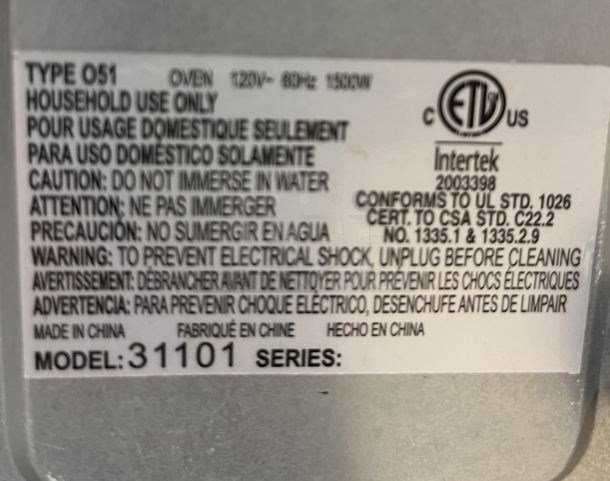 TYPE O51 OVEN 120V~ 60Hz 1500W
HOUSEHOLD USE ONLY
POUR USAGE DOMESTIQUE SEULEMENT
PARA USO DOMÉSTICO SOLAMENTE
CAUTION: DO NOT IMMERSE IN WATER
ATTENTION: NE PAS IMMERGER
PRECAUCIÓN: NO SUMERGIR EN AGUA
C ETL US
Intertek
2003398
CONFORMS TO UL STD. 1026
CERT. TO CSA STD. C22.2
NO. 1335.1 & 1335.2.9
WARNING: TO PREVENT ELECTRICAL SHOCK, UNPLUG BEFORE CLEANING
AVERTISSEMENT: DÉBRANCHER AVANT DE NETTOYER POUR PRÉVENIR LES CHOCS ÉLECTRIQUES
ADVERTENCIA: PARA PREVENIR CHOQUE ELÉCTRICO, DESENCHUFE ANTES DE LIMPIAR
MADE IN CHINA FABRIQUÉ EN CHINE HECHO EN CHINA
MODEL: 31101 SERIES: